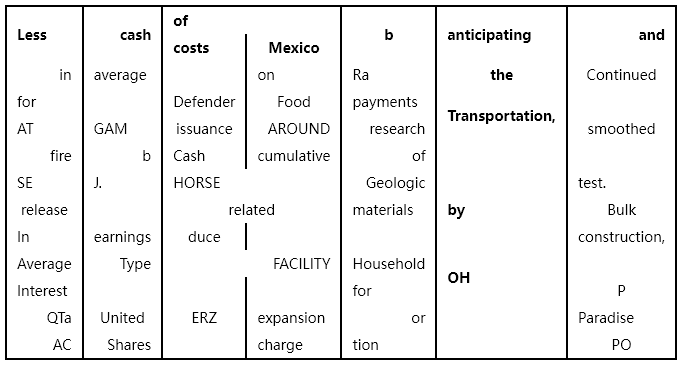 of
Less cash b anticipating and
costs Mexico
in average on Ra the Continued
for Defender Food payments
Transportation,
AT GAM issuance AROUND research smoothed
fire b Cash cumulative of
SE J. HORSE Geologic test.
release related materials by Bulk
In earnings duce construction,
Average Type FACILITY Household
OH
Interest for P
QTa United ERZ expansion or Paradise
AC Shares charge tion PO